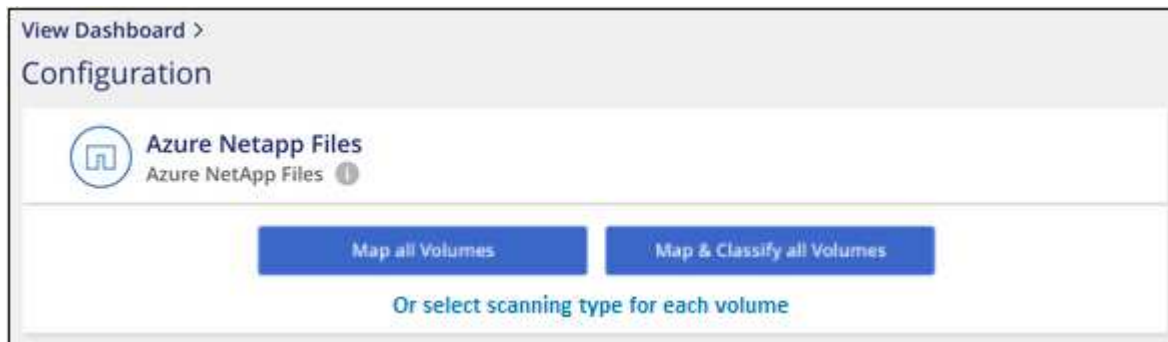 View Dashboard >
Configuration
Azure Netapp Files
Azure NetApp Files i
Map all Volumes
Map & Classify all Volumes
Or select scanning type for each volume